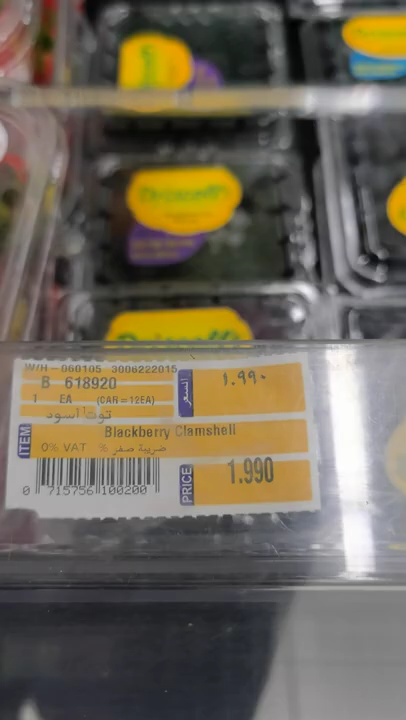 Driscoll's
W/H-060105 3006222015
B 618920
1 EA (CAR=12EA)
السعر
١.٩٩٠
توت اسود
ITEM
Blackberry Clamshell
0% VAT % ضريبة صفر
0 715756 100200
PRICE
1.990